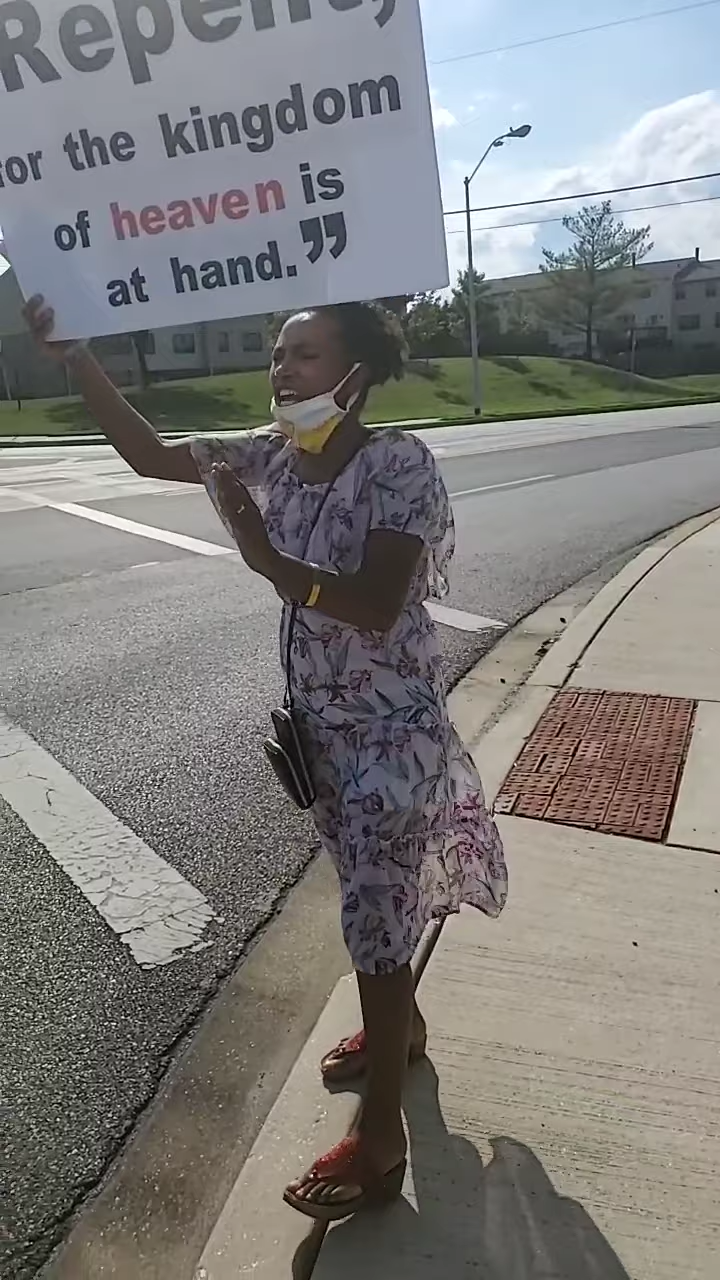 Repent,
for the kingdom
of heaven is
at hand.”